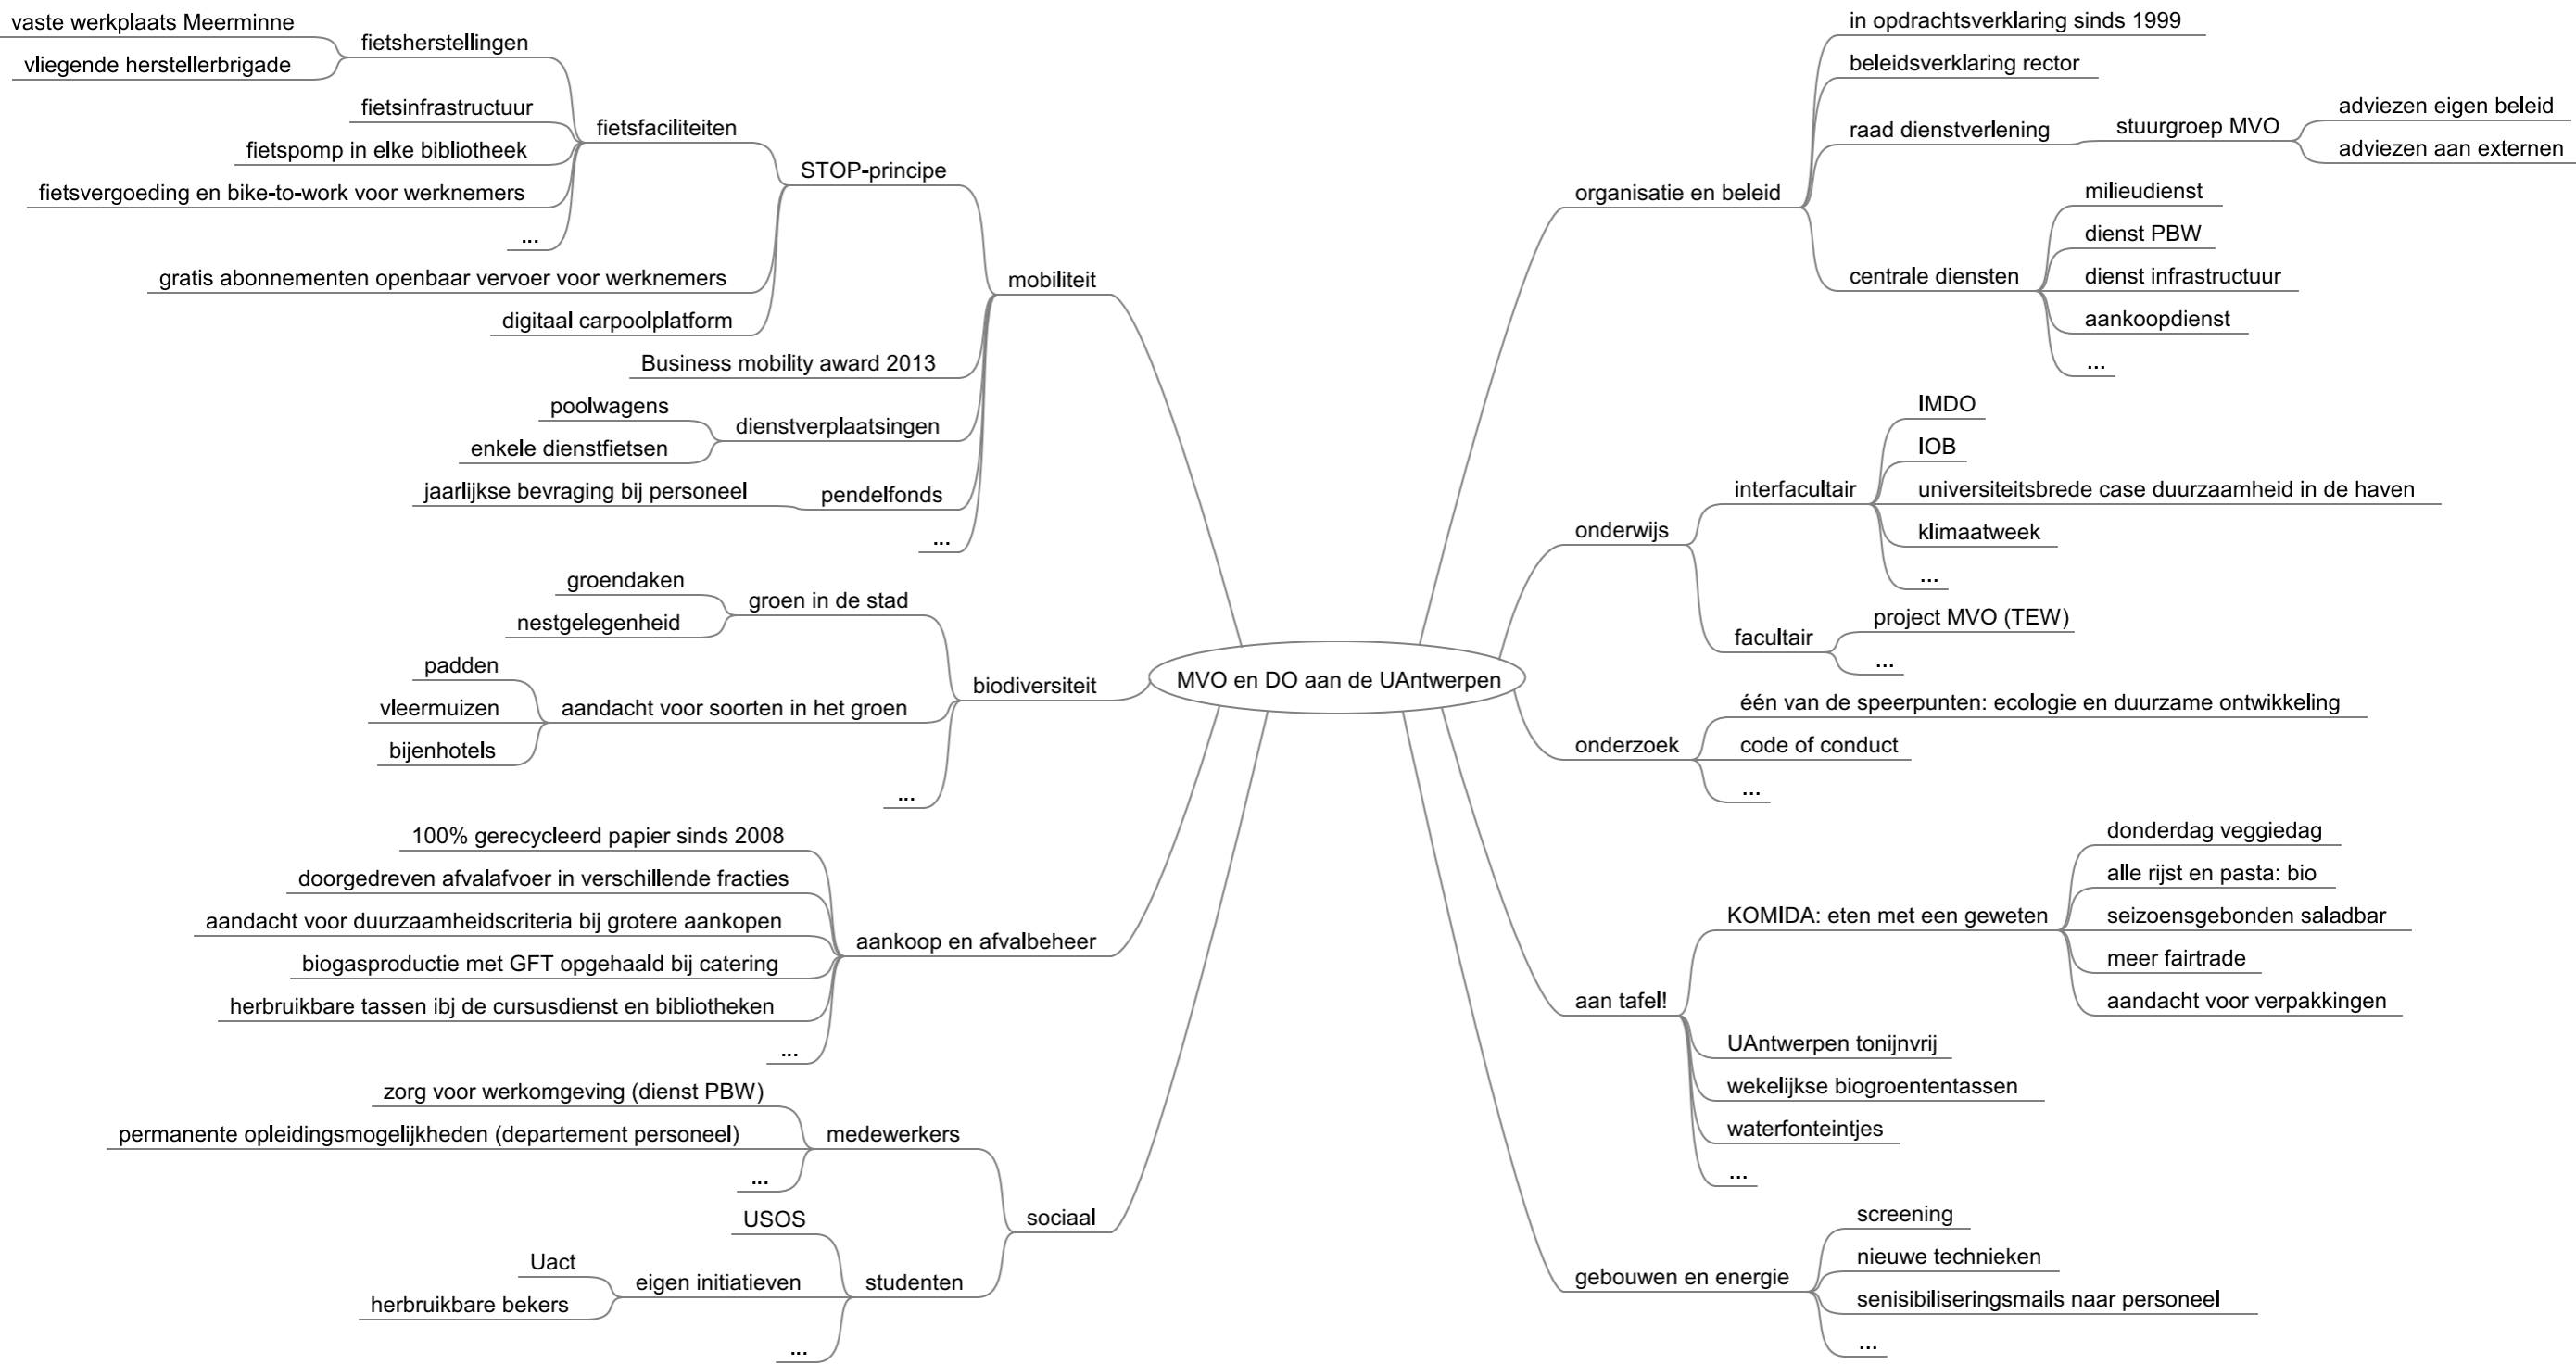 vaste werkplaats Meerminne
vliegende herstellerbrigade
fietsherstellingen
fietsinfrastructuur
fietspomp in elke bibliotheek
fietsvergoeding en bike-to-work voor werknemers
...
fietsfaciliteiten
gratis abonnementen openbaar vervoer voor werknemers
digitaal carpoolplatform
STOP-principe
Business mobility award 2013
poolwagens
enkele dienstfietsen
dienstverplaatsingen
jaarlijkse bevraging bij personeel
pendelfonds
...
mobiliteit
groendaken
nestgelegenheid
groen in de stad
padden
vleermuizen
bijenhotels
aandacht voor soorten in het groen
...
biodiversiteit
100% gerecycleerd papier sinds 2008
doorgedreven afvalafvoer in verschillende fracties
aandacht voor duurzaamheidscriteria bij grotere aankopen
biogasproductie met GFT opgehaald bij catering
herbruikbare tassen ibj de cursusdienst en bibliotheken
...
aankoop en afvalbeheer
zorg voor werkomgeving (dienst PBW)
permanente opleidingsmogelijkheden (departement personeel)
...
medewerkers
USOS
Uact
herbruikbare bekers
eigen initiatieven
...
studenten
sociaal
MVO en DO aan de UAntwerpen
organisatie en beleid
in opdrachtsverklaring sinds 1999
beleidsverklaring rector
raad dienstverlening
stuurgroep MVO
adviezen eigen beleid
adviezen aan externen
centrale diensten
milieudienst
dienst PBW
dienst infrastructuur
aankoopdienst
...
onderwijs
interfacultair
IMDO
IOB
universiteitsbrede case duurzaamheid in de haven
klimaatweek
...
facultair
project MVO (TEW)
...
onderzoek
één van de speerpunten: ecologie en duurzame ontwikkeling
code of conduct
...
aan tafel!
KOMIDA: eten met een geweten
donderdag veggiedag
alle rijst en pasta: bio
seizoensgebonden saladbar
meer fairtrade
aandacht voor verpakkingen
UAntwerpen tonijnvrij
wekelijkse biogroententassen
waterfonteintjes
...
gebouwen en energie
screening
nieuwe technieken
senisibiliseringsmails naar personeel
...